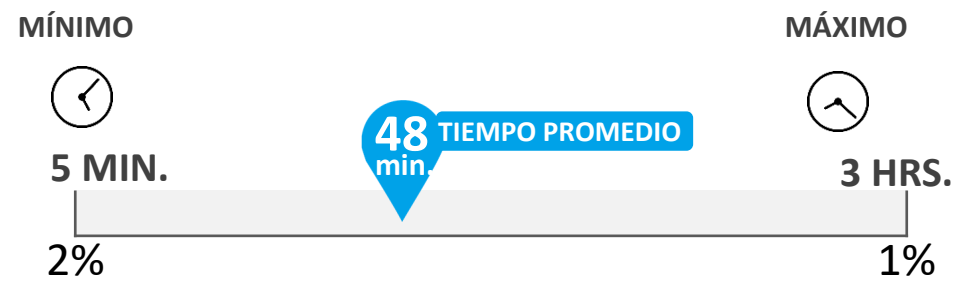 MÍNIMO
MÁXIMO
48
min.
TIEMPO PROMEDIO
5 MIN.
3 HRS.
2%
1%